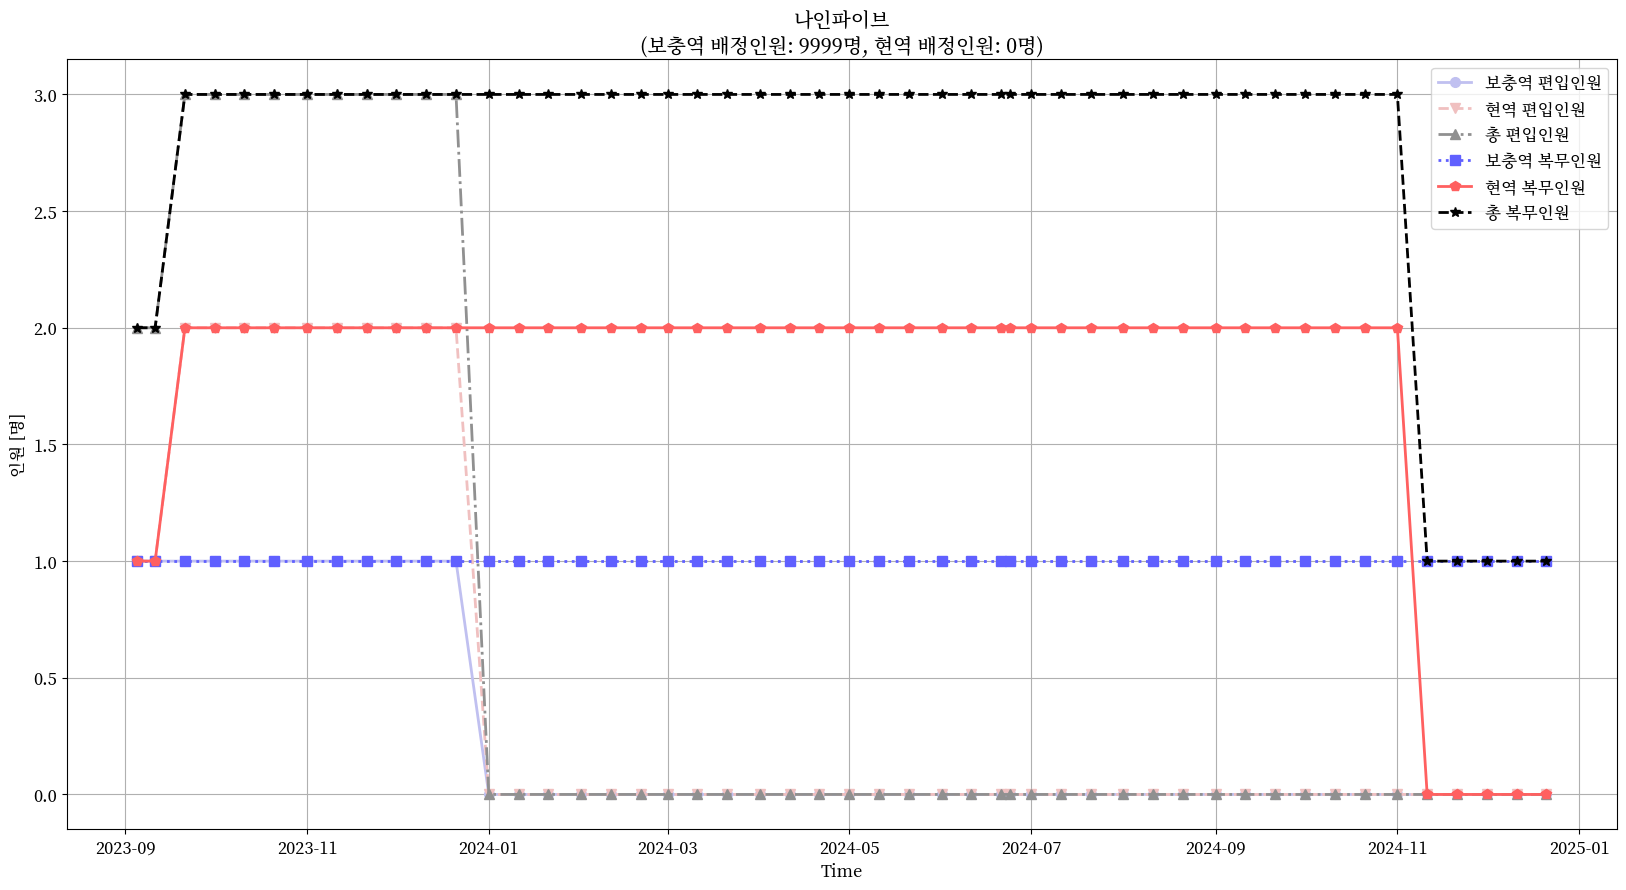 나인파이브
(보충역 배정인원: 9999명, 현역 배정인원: 0명)
인원 [명]
3.0
2.5
2.0
1.5
1.0
0.5
0.0
보충역 편입인원
현역 편입인원
총 편입인원
보충역 복무인원
현역 복무인원
총 복무인원
2023-09
2023-11
2024-01
2024-03
2024-05
2024-07
2024-09
2024-11
2025-01
Time